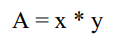 A = x * y